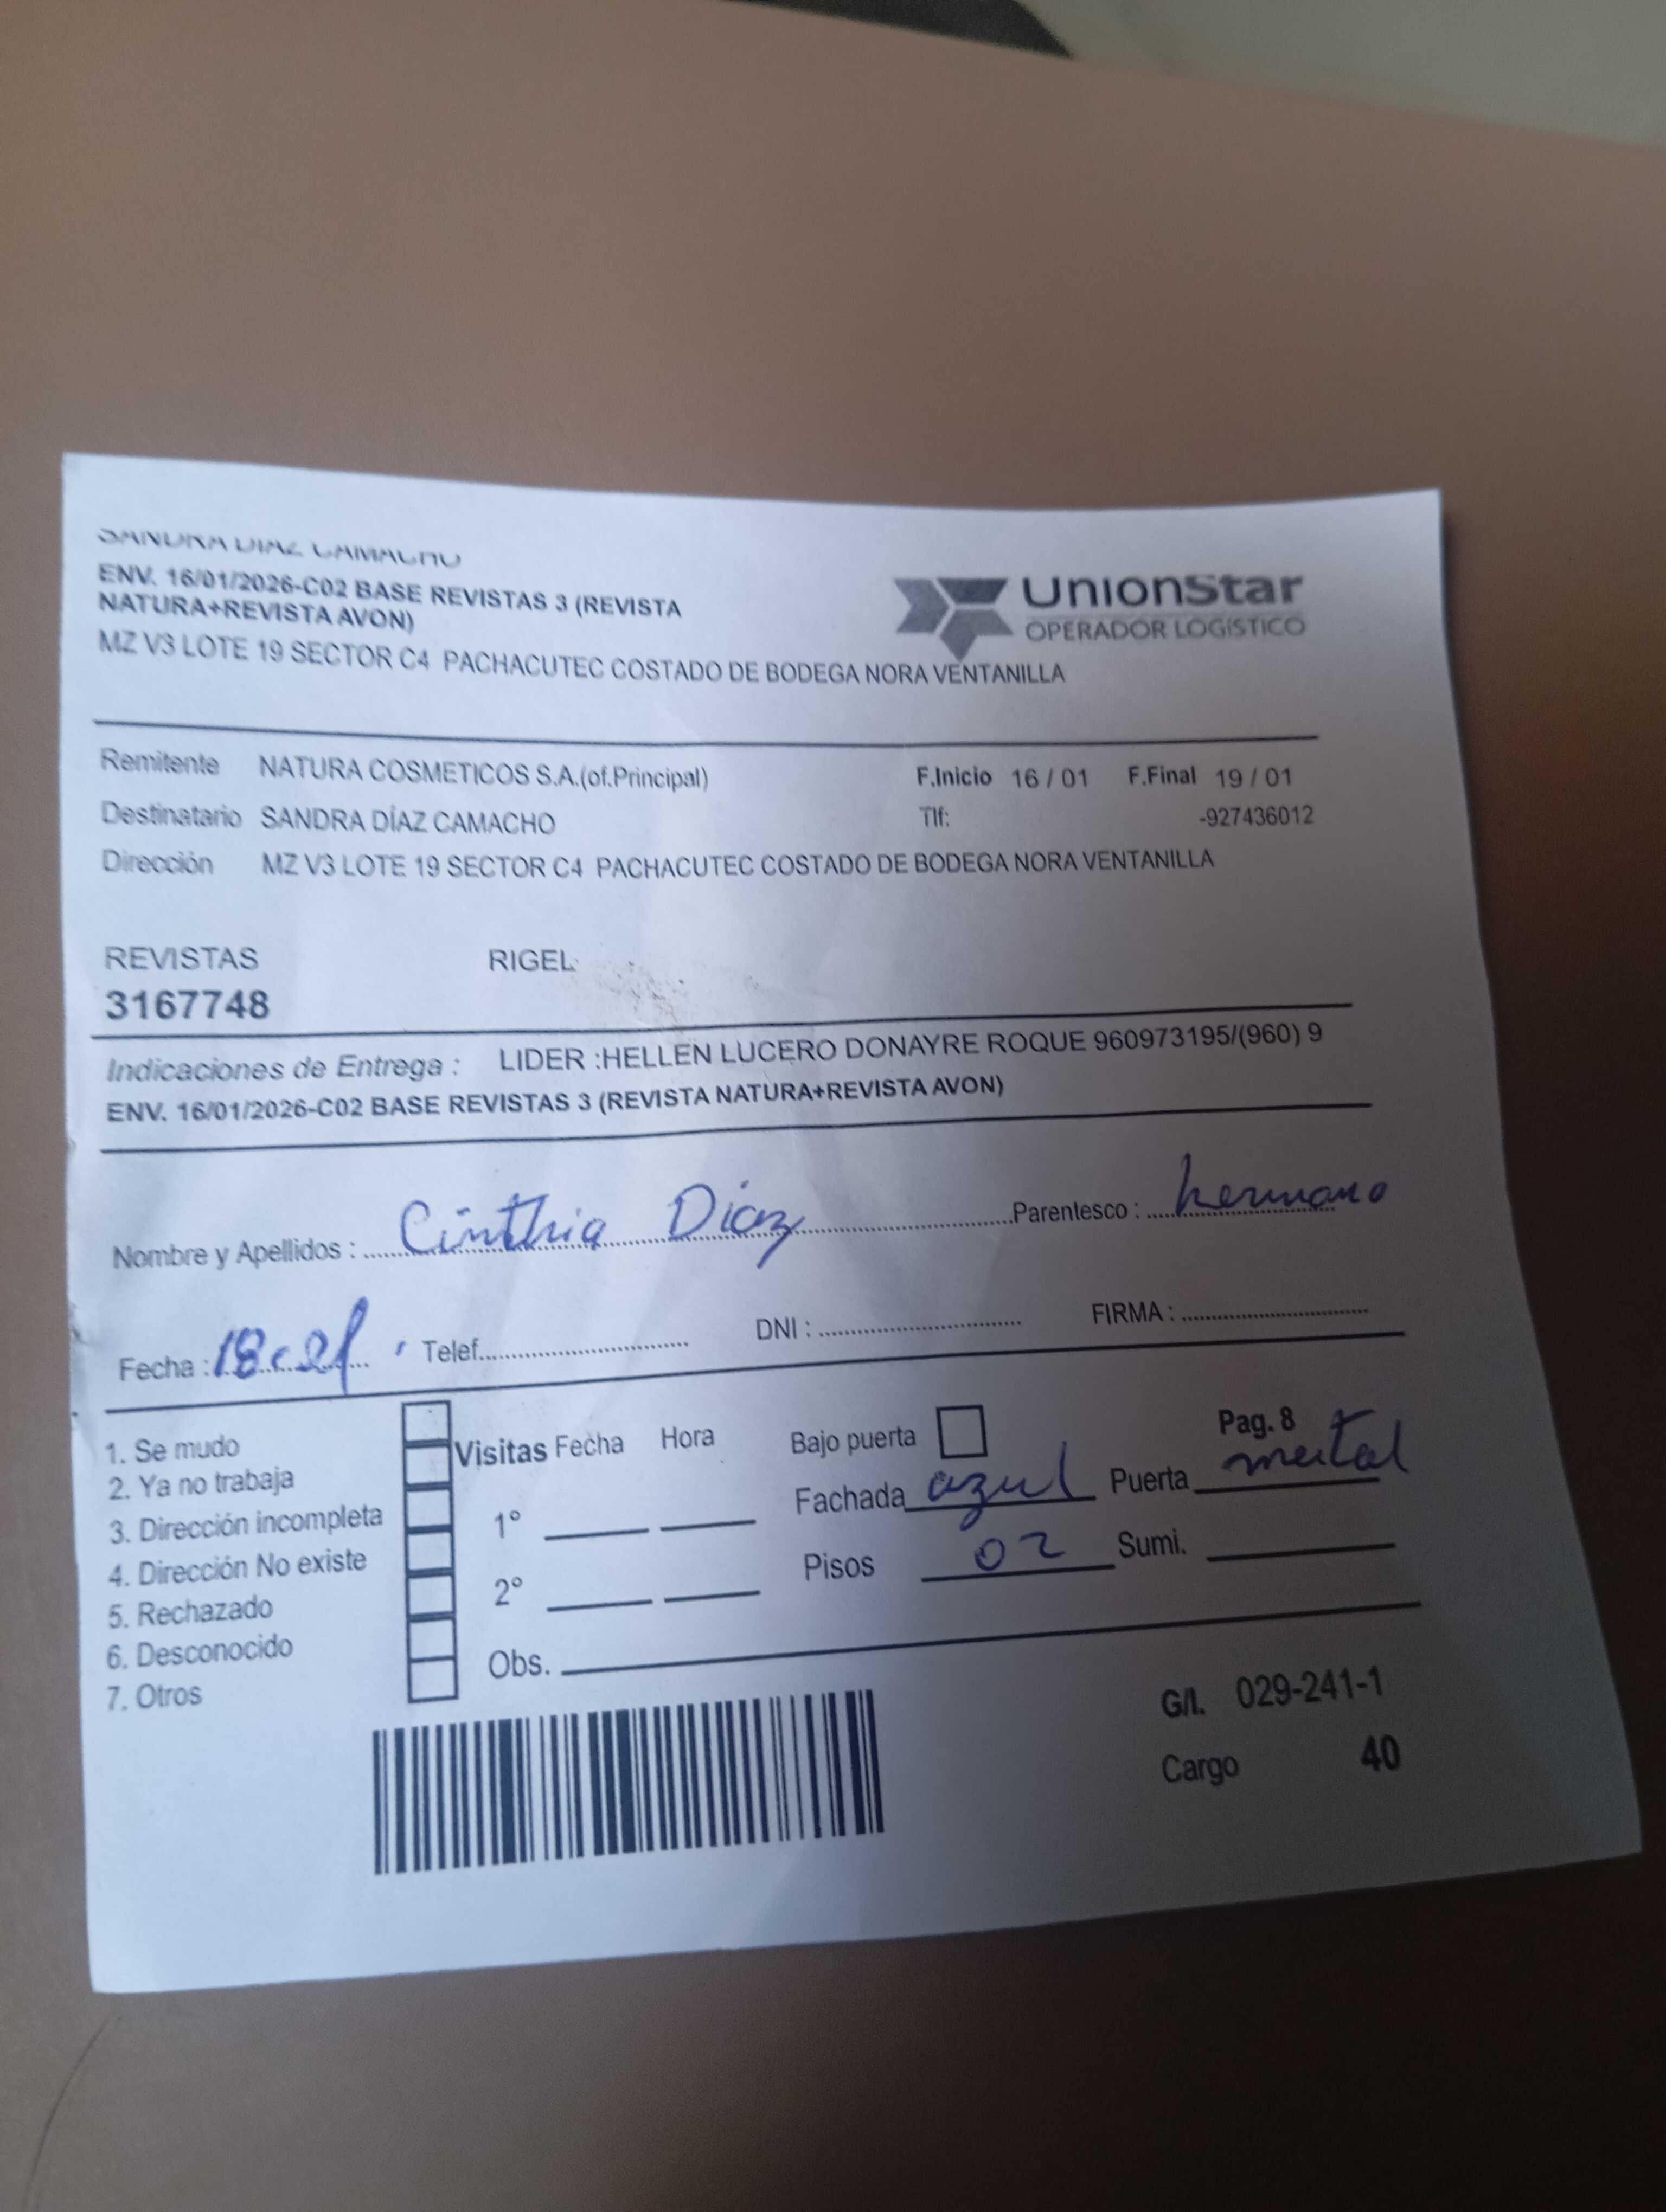 SANDRA DIAZ CAMACHO
ENV. 16/01/2026-C02 BASE REVISTAS 3 (REVISTA
NATURA+REVISTA AVON)
UnionStar
OPERADOR LOGÍSTICO
MZ V3 LOTE 19 SECTOR C4 PACHACUTEC COSTADO DE BODEGA NORA VENTANILLA
Remitente NATURA COSMETICOS S.A.(of.Principal) F.Inicio 16 / 01 F.Final 19 / 01
Destinatario SANDRA DÍAZ CAMACHO Tlf: -927436012
Dirección MZ V3 LOTE 19 SECTOR C4 PACHACUTEC COSTADO DE BODEGA NORA VENTANILLA
REVISTAS RIGEL
3167748
Indicaciones de Entrega : LIDER :HELLEN LUCERO DONAYRE ROQUE 960973195/(960) 9
ENV. 16/01/2026-C02 BASE REVISTAS 3 (REVISTA NATURA+REVISTA AVON)
Nombre y Apellidos : Cinthia Diaz Parentesco : hermano
Fecha : Telef. DNI : FIRMA :
1. Se mudo
2. Ya no trabaja
3. Dirección incompleta
4. Dirección No existe
5. Rechazado
6. Desconocido
7. Otros
Visitas Fecha Hora
1°
2°
Obs.
Bajo puerta Pag. 8
Fachada azul Puerta metal
Pisos 02 Sumi.
G/I. 029-241-1
Cargo 40